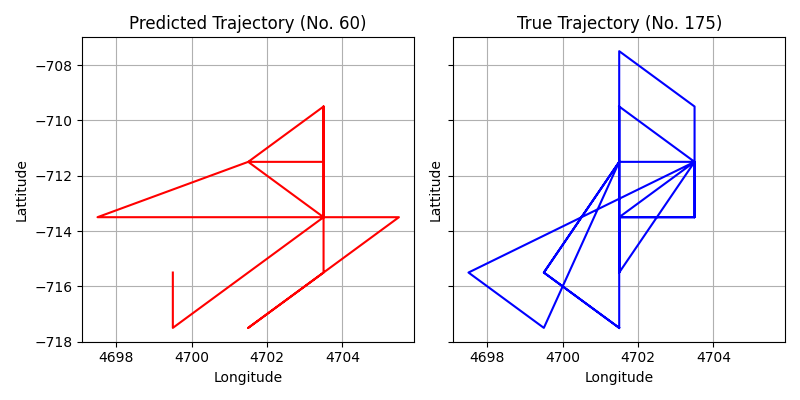 Predicted Trajectory (No. 60)
True Trajectory (No. 175)
−708
−710
−712
−714
−716
−718
Lattitude
Lattitude
4698 4700 4702 4704
4698 4700 4702 4704
Longitude
Longitude